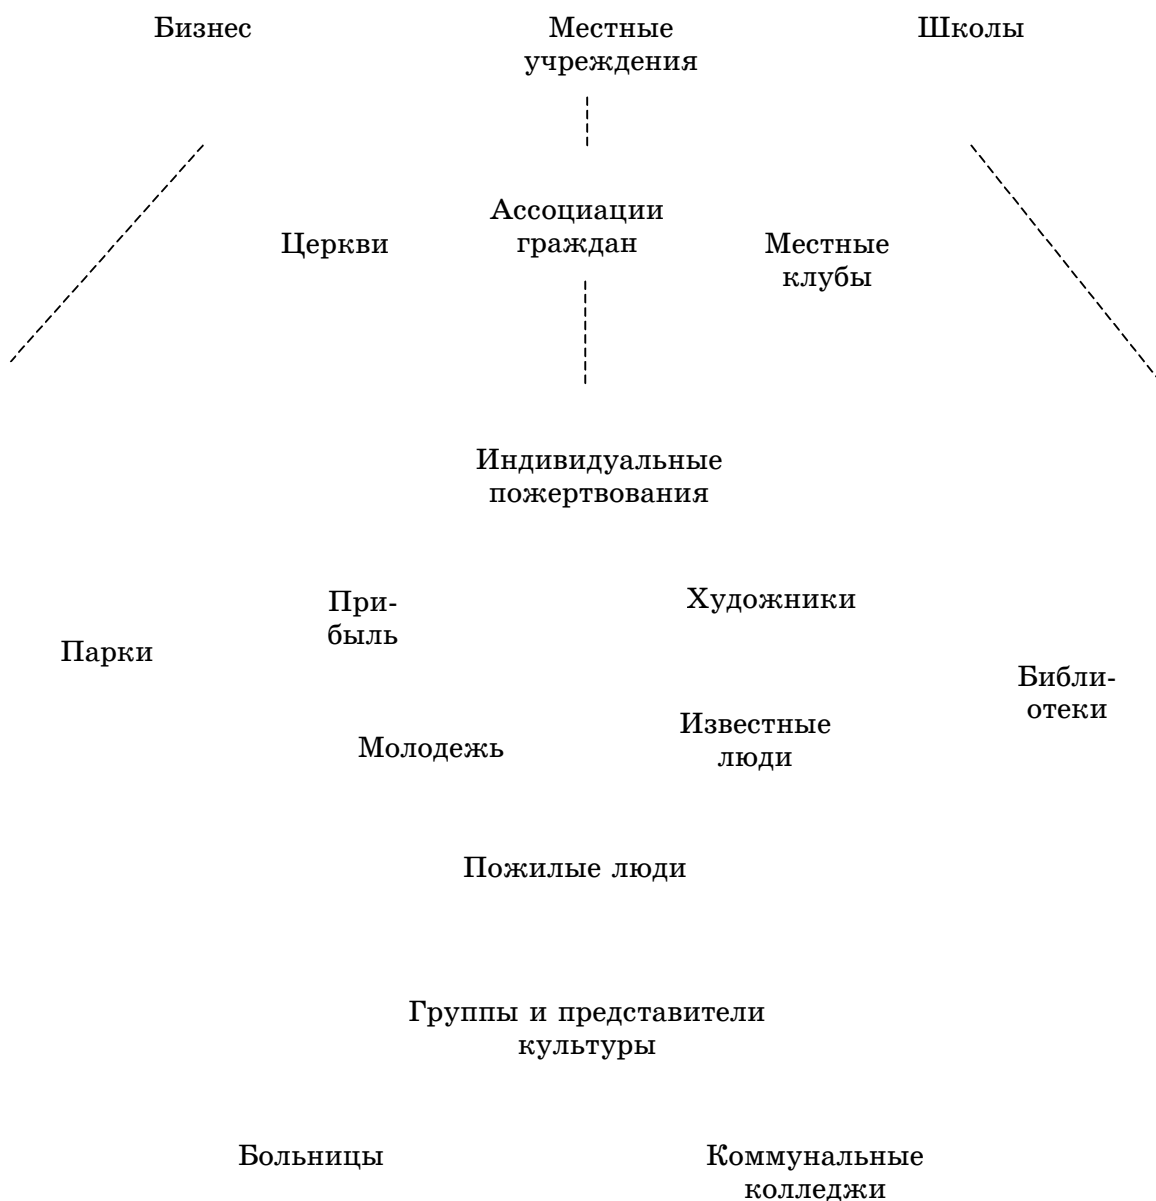 Бизнес
Местные
учреждения
Школы
Церкви
Ассоциации
граждан
Местные
клубы
Индивидуальные
пожертвования
Парки
При-
быль
Художники
Библи-
отеки
Молодежь
Известные
люди
Пожилые люди
Группы и представители
культуры
Больницы
Коммунальные
колледжи